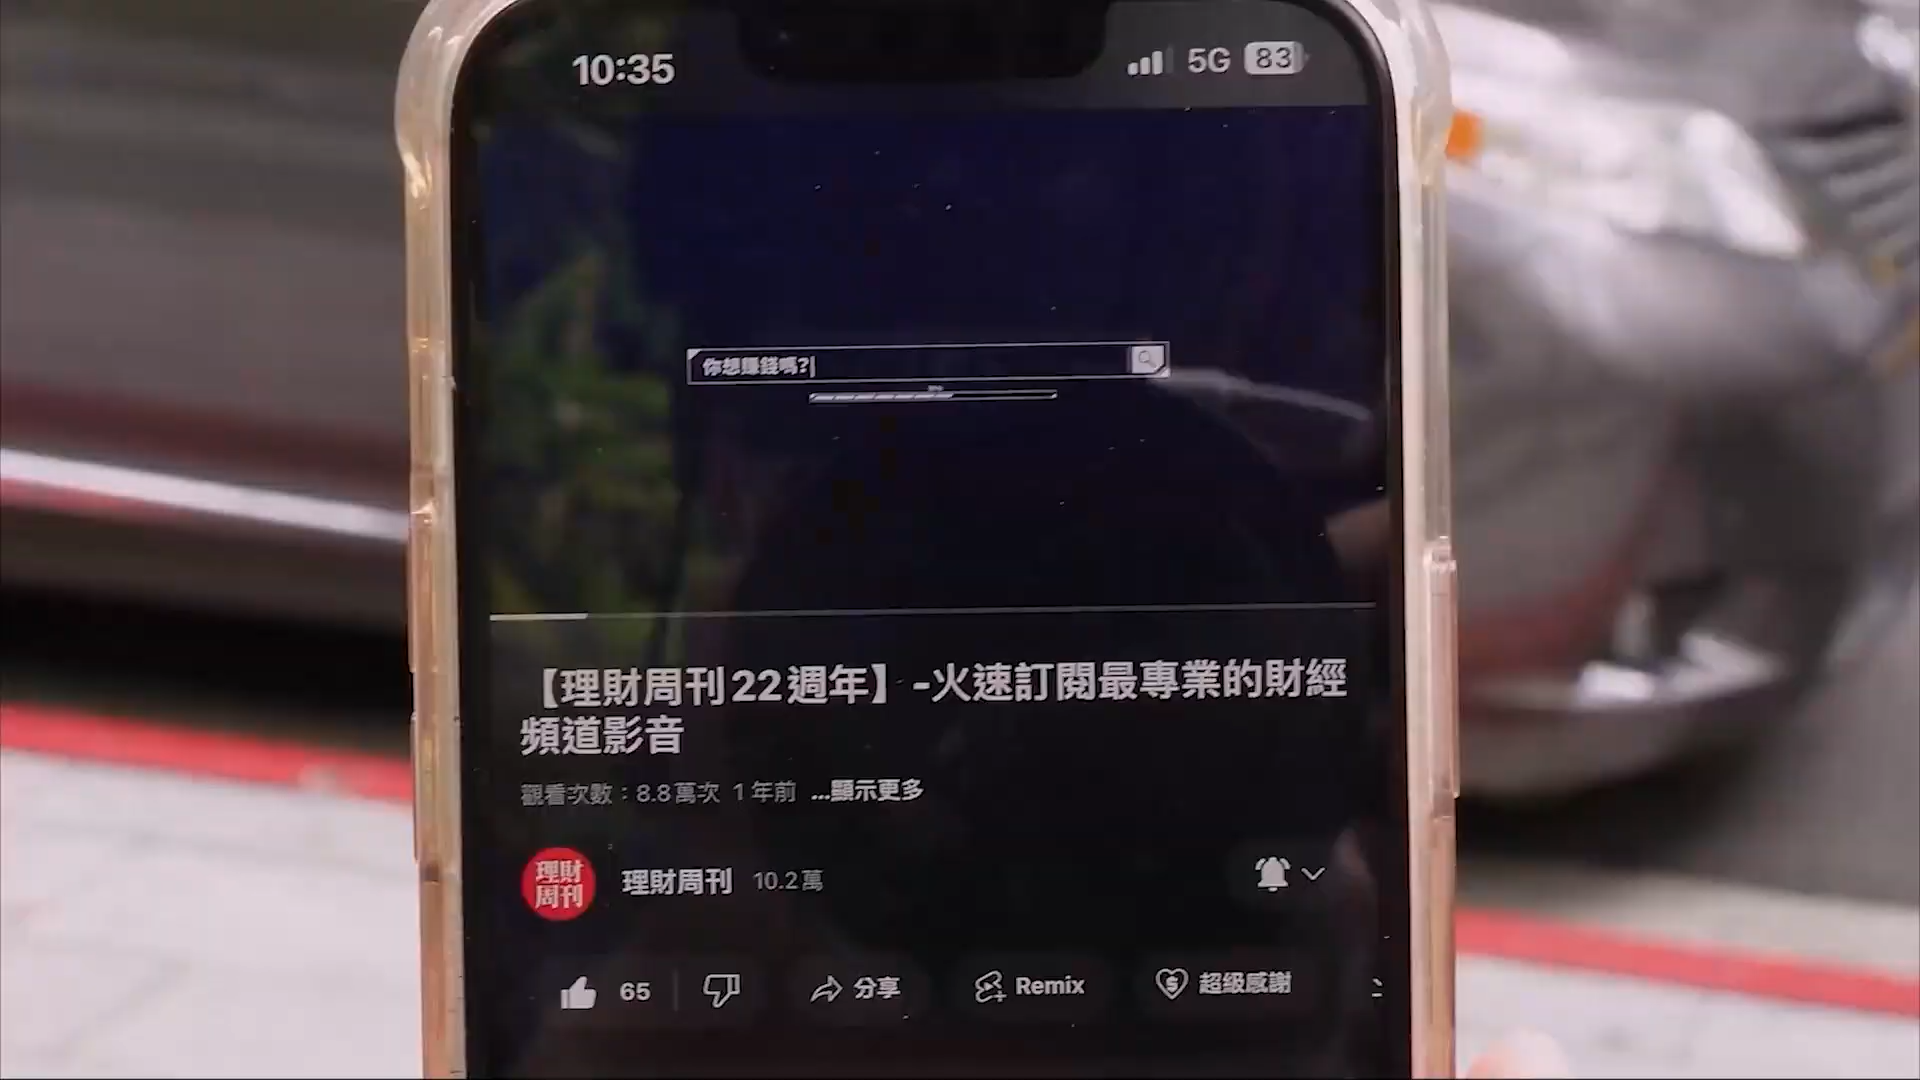 10:35
5G 83
你想賺錢嗎?
【理財周刊22週年】-火速訂閱最專業的財經
頻道影音
觀看次數：8.8萬次 1年前 ...顯示更多
理財
周刊
理財周刊 10.2萬
65 分享 Remix 超級感謝